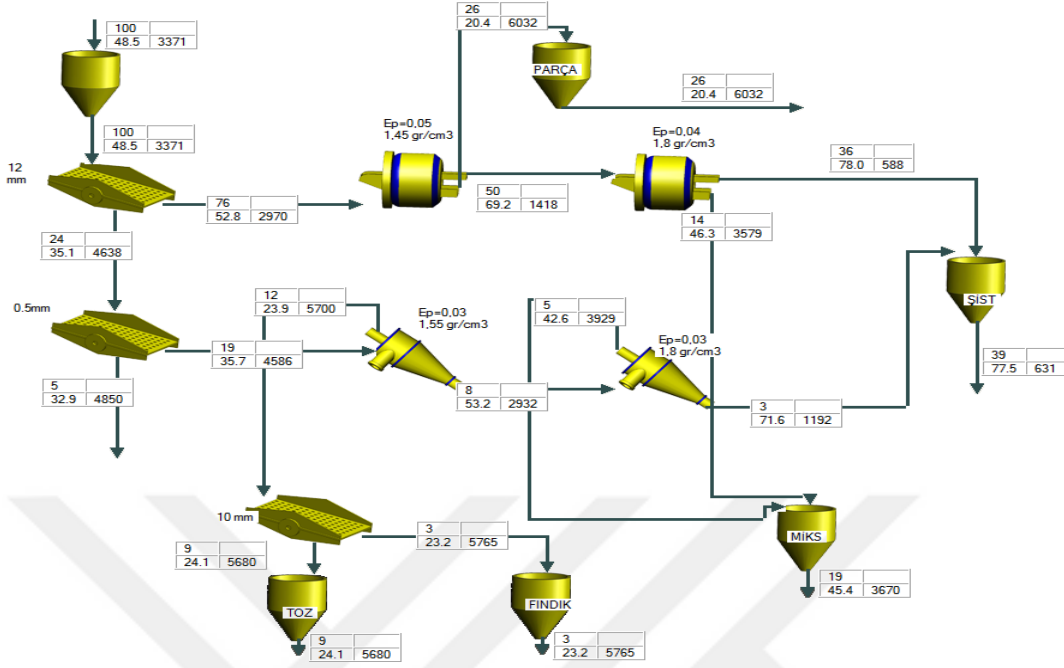 100
48.5 3371
26
20.4 6032
PARÇA
26
20.4 6032
100
48.5 3371
Ep=0,05
1,45 gr/cm3
Ep=0,04
1,8 gr/cm3
36
78.0 588
12
mm
76
52.8 2970
50
69.2 1418
14
46.3 3579
24
35.1 4638
ŞİST
0.5mm
12
23.9 5700
Ep=0,03
1,55 gr/cm3
5
42.6 3929
Ep=0,03
1,8 gr/cm3
19
35.7 4586
39
77.5 631
5
32.9 4850
8
53.2 2932
3
71.6 1192
10 mm
3
23.2 5765
MİKS
9
24.1 5680
19
45.4 3670
TOZ
FINDIK
9
24.1 5680
3
23.2 5765